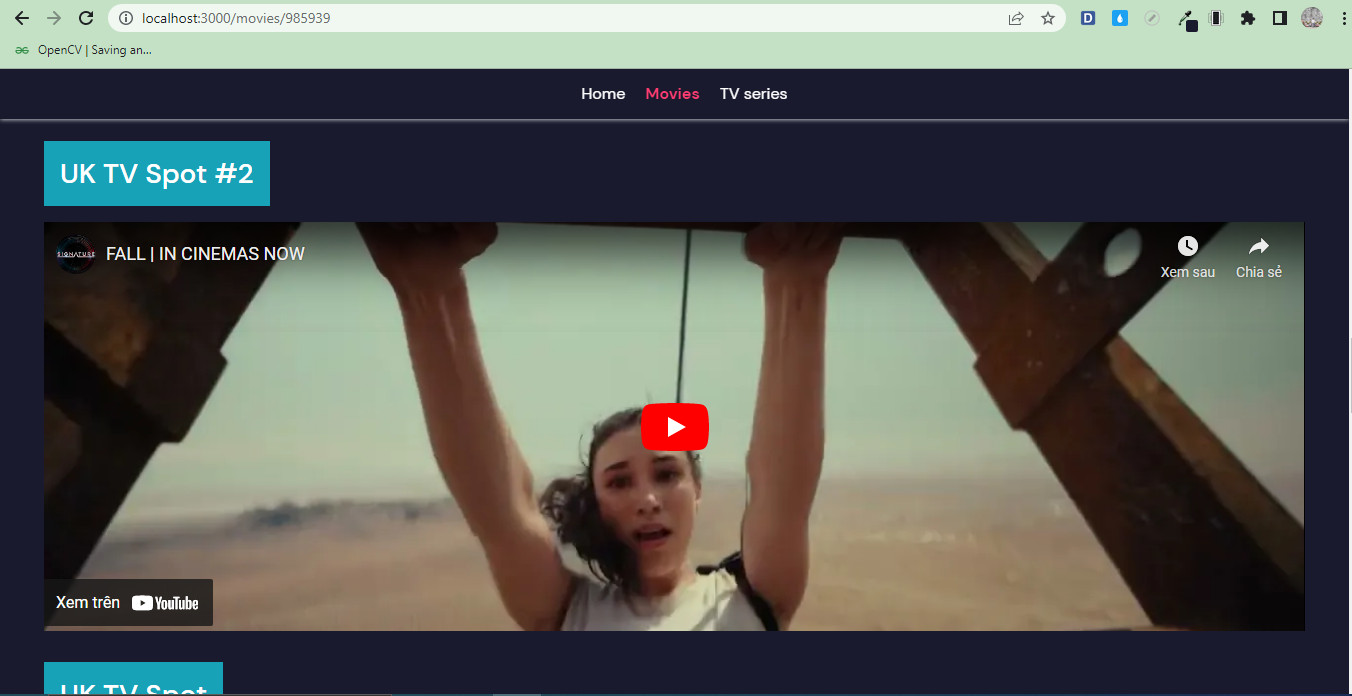 localhost:3000/movies/985939
OpenCV | Saving an...
Home Movies TV series
UK TV Spot #2
SIGNATURE
FALL | IN CINEMAS NOW
Xem sau Chia sẻ
Xem trên YouTube
UK TV Spot